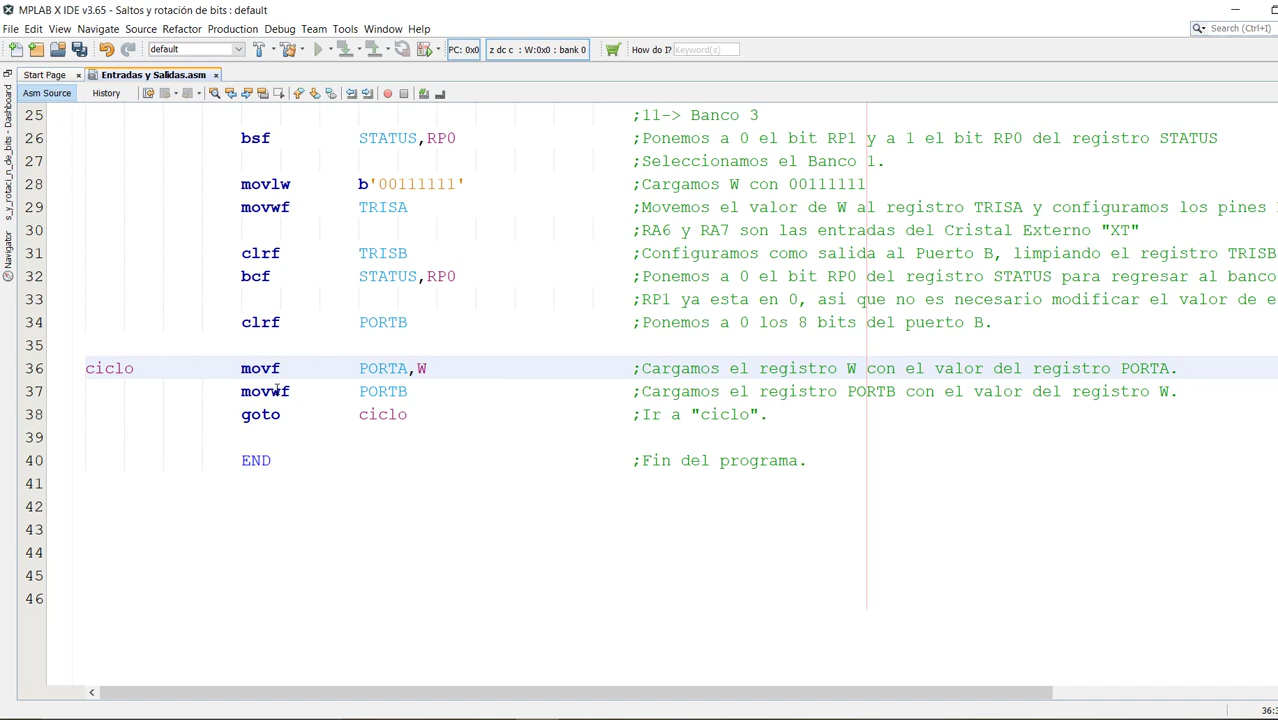 MPLAB X IDE v3.65 - Saltos y rotación de bits : default
File Edit View Navigate Source Refactor Production Debug Team Tools Window Help
Search (Ctrl+I)
default PC: 0x0 z dc c : W:0x0 : bank 0 How do I? Keyword(s)
Start Page × Entradas y Salidas.asm ×
Asm Source History
25 ;11-> Banco 3
26 bsf STATUS,RP0 ;Ponemos a 0 el bit RP1 y a 1 el bit RP0 del registro STATUS
27 ;Seleccionamos el Banco 1.
28 movlw b'00111111' ;Cargamos W con 00111111
29 movwf TRISA ;Movemos el valor de W al registro TRISA y configuramos los pines
30 ;RA6 y RA7 son las entradas del Cristal Externo "XT"
31 clrf TRISB ;Configuramos como salida al Puerto B, limpiando el registro TRISB
32 bcf STATUS,RP0 ;Ponemos a 0 el bit RP0 del registro STATUS para regresar al banco
33 ;RP1 ya esta en 0, asi que no es necesario modificar el valor de e
34 clrf PORTB ;Ponemos a 0 los 8 bits del puerto B.
35
36 ciclo movf PORTA,W ;Cargamos el registro W con el valor del registro PORTA.
37 movwf PORTB ;Cargamos el registro PORTB con el valor del registro W.
38 goto ciclo ;Ir a "ciclo".
39
40 END ;Fin del programa.
41
42
43
44
45
46
s_y_rotaci_n_de_bits - Dashboard
Navigator
36:3